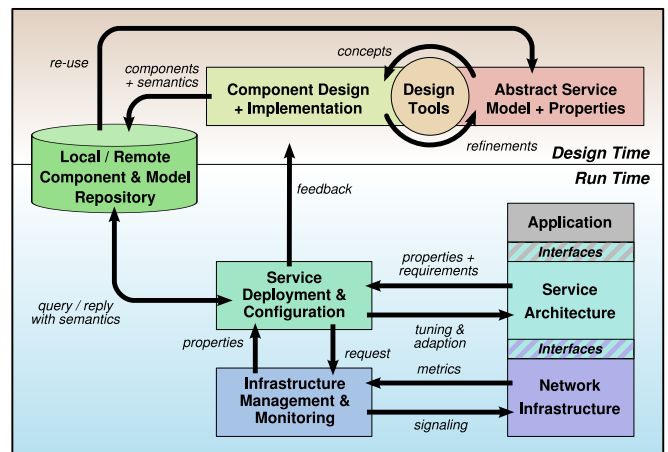 re-use
concepts
components
+ semantics
Component Design
+ Implementation
Design
Tools
Abstract Service
Model + Properties
refinements
Design Time
Run Time
Local / Remote
Component & Model
Repository
feedback
Application
Interfaces
properties +
requirements
Service
Deployment &
Configuration
Service
Architecture
query / reply
with semantics
tuning &
adaption
properties
request
Interfaces
metrics
Infrastructure
Management &
Monitoring
Network
Infrastructure
signaling